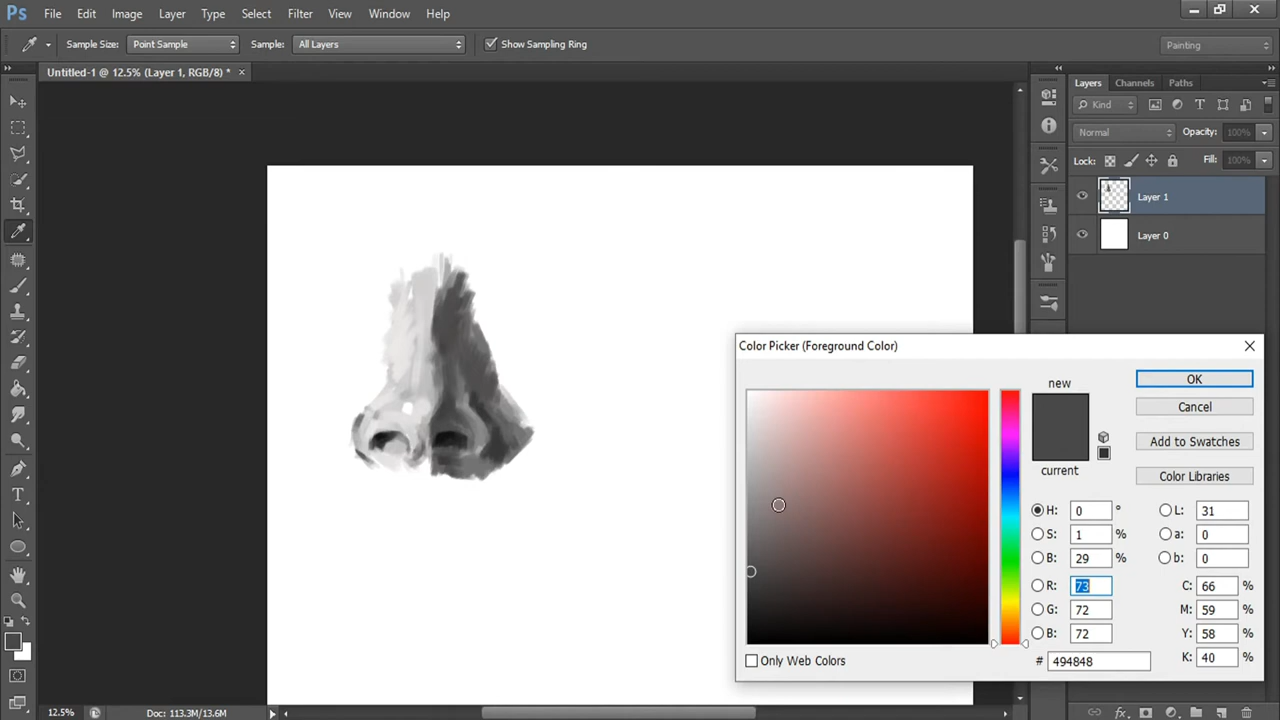 Ps File Edit Image Layer Type Select Filter View Window Help
Sample Size: Point Sample Sample: All Layers Show Sampling Ring Painting
Untitled-1 @ 12.5% (Layer 1, RGB/8) * ×
Layers Channels Paths
Kind
Normal Opacity: 100%
Lock: Fill: 100%
Layer 1
Layer 0
Color Picker (Foreground Color)
new
OK
Cancel
Add to Swatches
current
Color Libraries
H: 0 ° L: 31
S: 1 % a: 0
B: 29 % b: 0
R: 73 C: 66 %
G: 72 M: 59 %
B: 72 Y: 58 %
# 494848 K: 40 %
Only Web Colors
12.5% Doc: 113.3M/13.6M